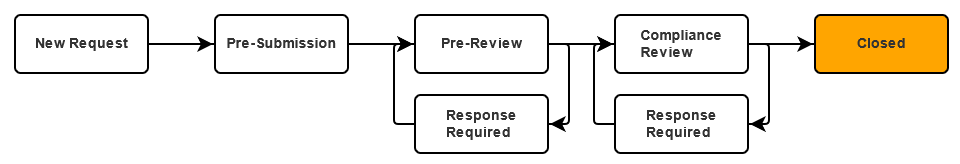 New Request
Pre-Submission
Pre-Review
Compliance
Review
Closed
Response
Required
Response
Required